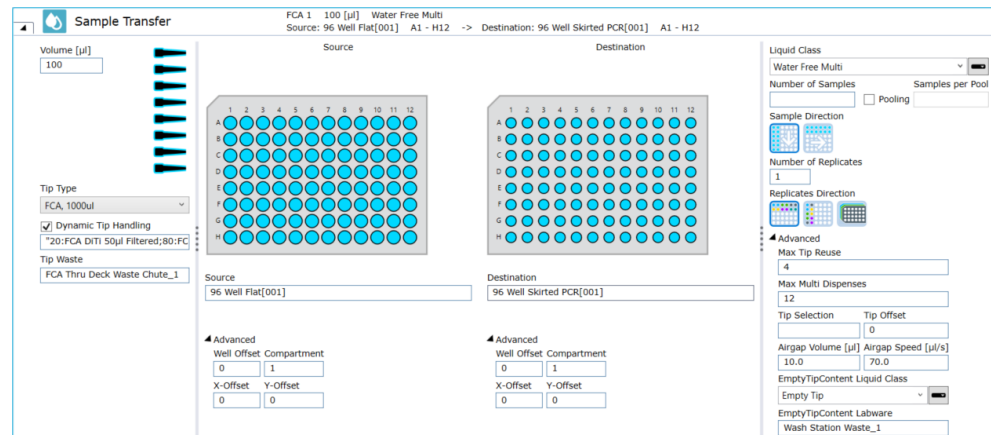 Sample Transfer
FCA 1 100 [µl] Water Free Multi
Source: 96 Well Flat[001] A1 - H12 -> Destination: 96 Well Skirted PCR[001] A1 - H12
Volume [µl]
100
Tip Type
FCA, 1000ul
Dynamic Tip Handling
"20:FCA DiTi 50µl Filtered;80:FC
Tip Waste
FCA Thru Deck Waste Chute_1
Source
1 2 3 4 5 6 7 8 9 10 11 12
A
B
C
D
E
F
G
H
Source
96 Well Flat[001]
Advanced
Well Offset Compartment
0 1
X-Offset Y-Offset
0 0
Destination
1 2 3 4 5 6 7 8 9 10 11 12
A
B
C
D
E
F
G
H
Destination
96 Well Skirted PCR[001]
Advanced
Well Offset Compartment
0 1
X-Offset Y-Offset
0 0
Liquid Class
Water Free Multi
Number of Samples Samples per Pool
Pooling
Sample Direction
Number of Replicates
1
Replicates Direction
Advanced
Max Tip Reuse
4
Max Multi Dispenses
12
Tip Selection Tip Offset
0
Airgap Volume [µl] Airgap Speed [µl/s]
10.0 70.0
EmptyTipContent Liquid Class
Empty Tip
EmptyTipContent Labware
Wash Station Waste_1